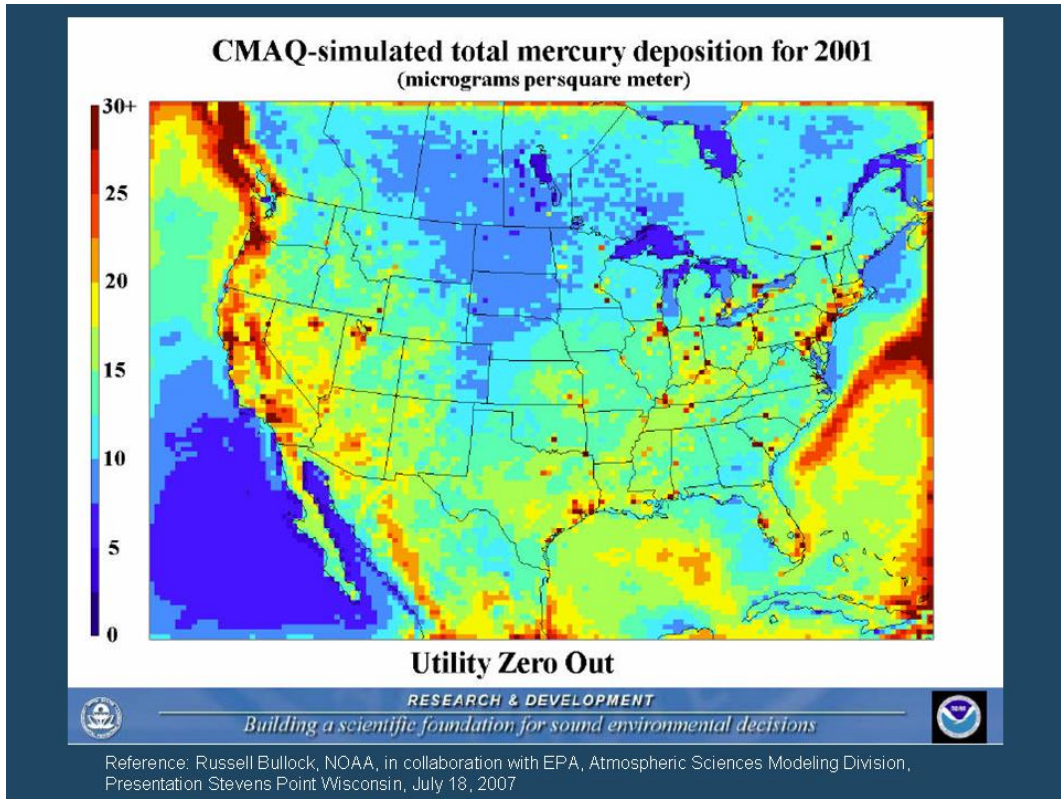 CMAQ-simulated total mercury deposition for 2001
(micrograms persquare meter)
30+
25
20
15
10
5
0
Utility Zero Out
RESEARCH & DEVELOPMENT
Building a scientific foundation for sound environmental decisions
Reference: Russell Bullock, NOAA, in collaboration with EPA, Atmospheric Sciences Modeling Division,
Presentation Stevens Point Wisconsin, July 18, 2007